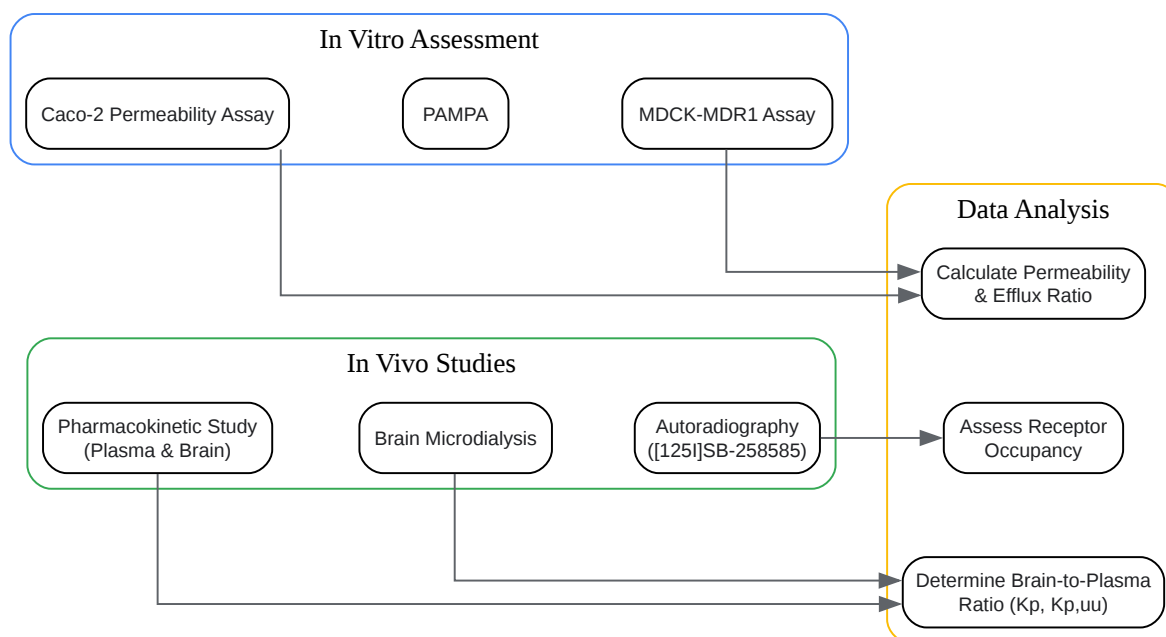 In Vitro Assessment
Caco-2 Permeability Assay
PAMPA
MDCK-MDR1 Assay
Data Analysis
Calculate Permeability
& Efflux Ratio
In Vivo Studies
Pharmacokinetic Study
(Plasma & Brain)
Brain Microdialysis
Autoradiography
([125I]SB-258585)
Assess Receptor
Occupancy
Determine Brain-to-Plasma
Ratio (Kp, Kp,uu)